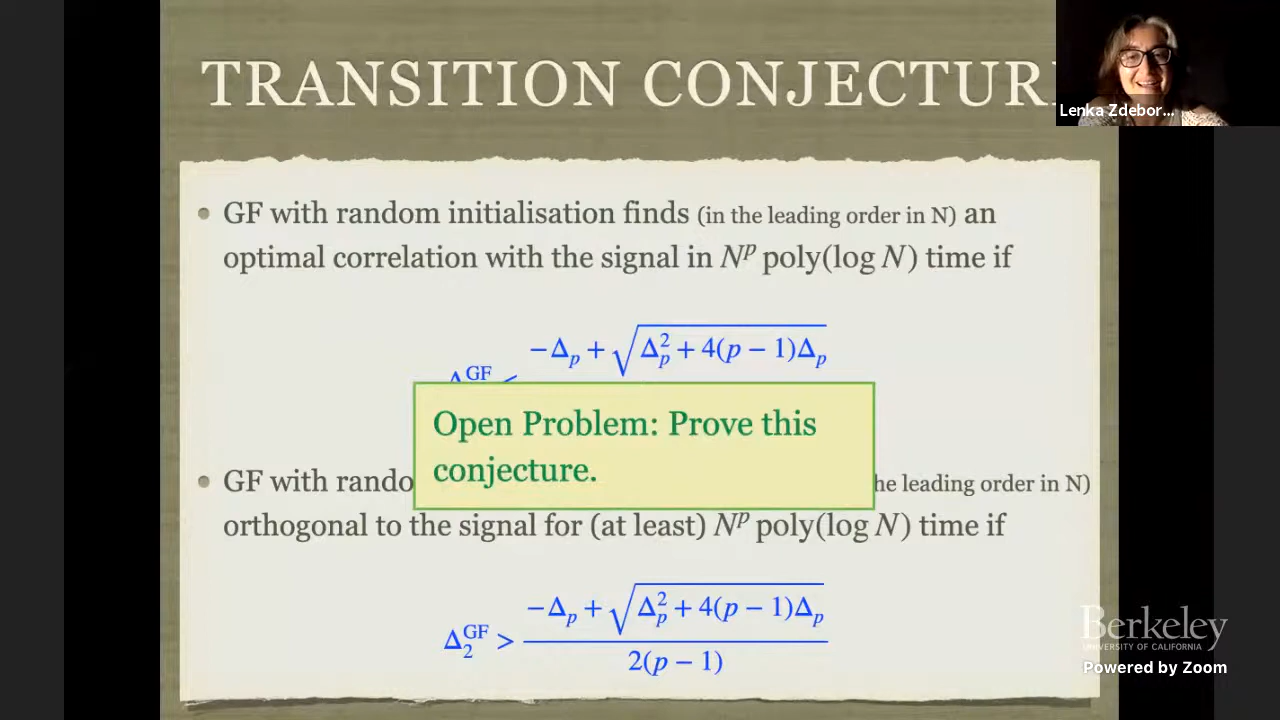 TRANSITION CONJECTUR
Lenka Zdebor...
• GF with random initialisation finds (in the leading order in N) an
optimal correlation with the signal in N^p poly(log N) time if
−Δ_p + √(Δ_p^2 + 4(p − 1)Δ_p)
GF <
Open Problem: Prove this
conjecture.
• GF with rando he leading order in N)
orthogonal to the signal for (at least) N^p poly(log N) time if
Δ_2^GF > (−Δ_p + √(Δ_p^2 + 4(p − 1)Δ_p)) / (2(p − 1))
Berkeley
UNIVERSITY OF CALIFORNIA
Powered by Zoom